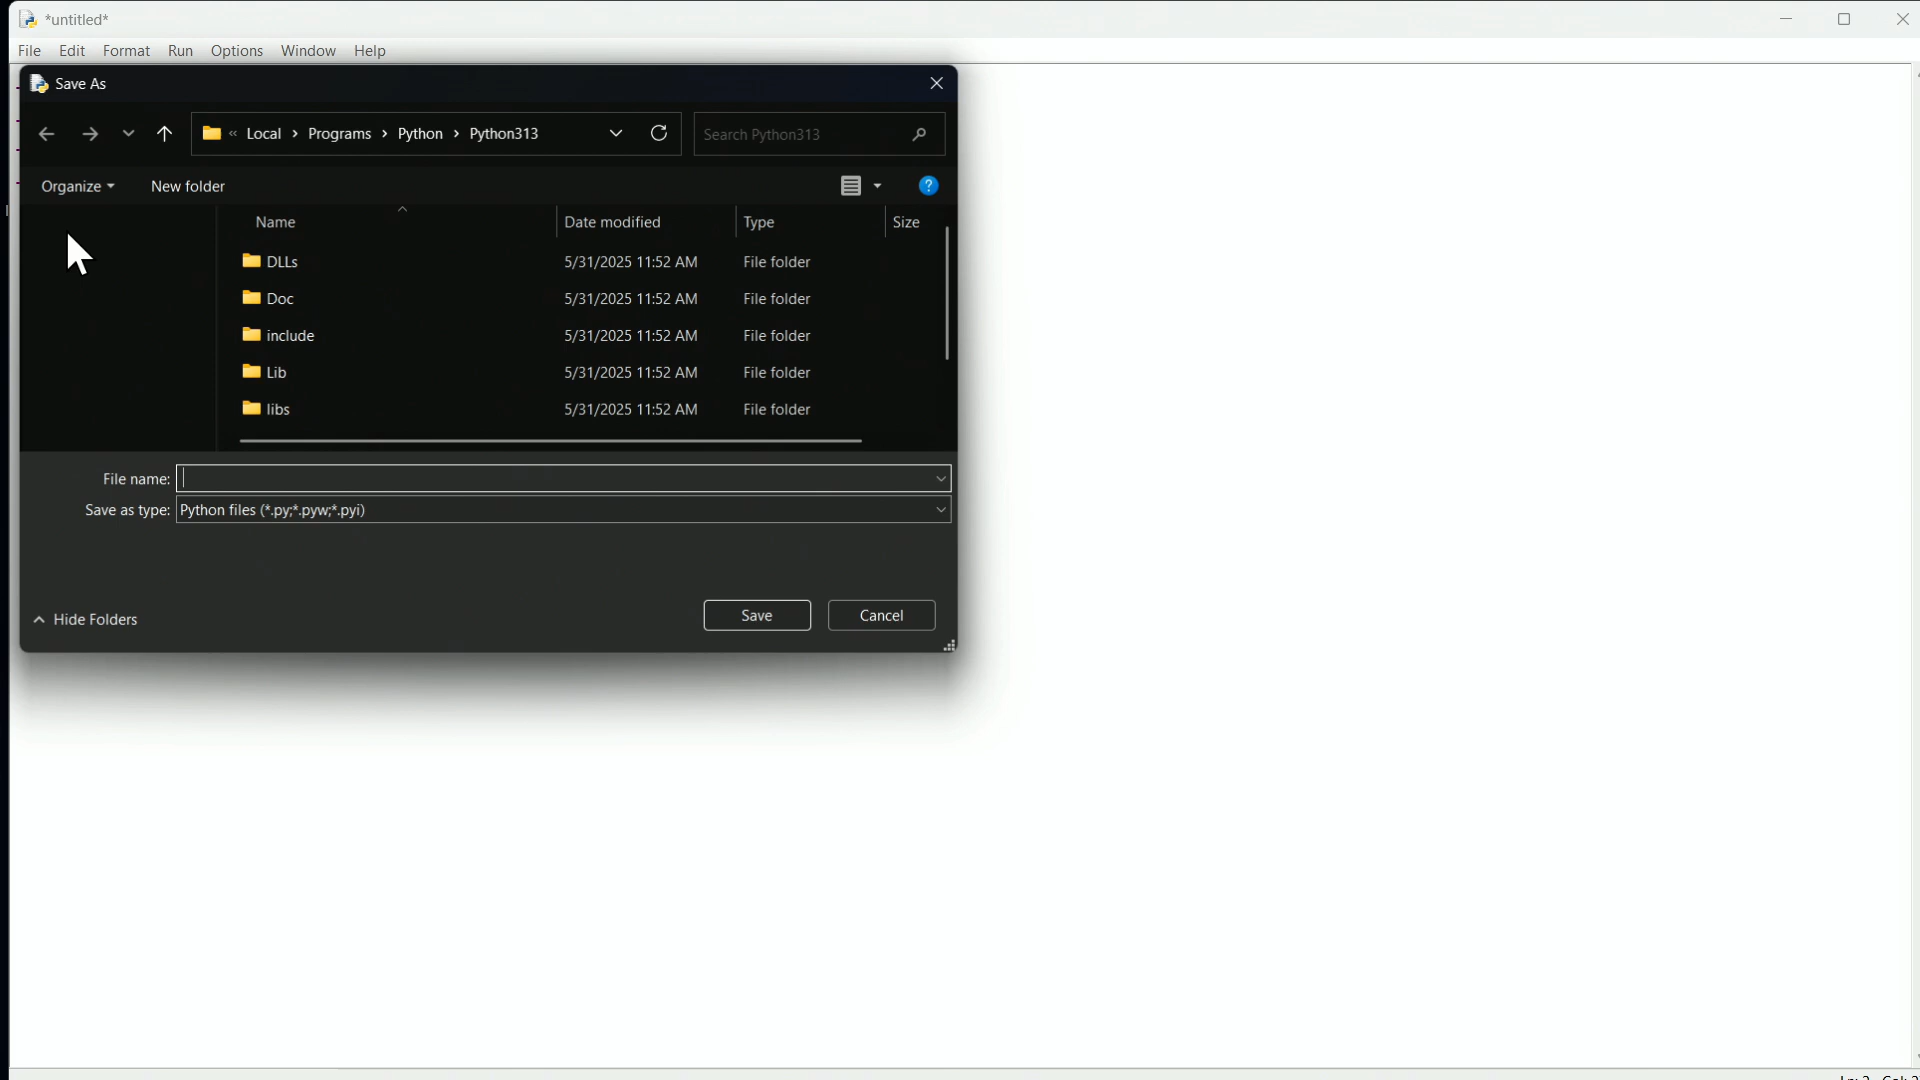 *untitled*
File Edit Format Run Options Window Help
Save As
« Local › Programs › Python › Python313 Search Python313
Organize New folder ?
Name Date modified Type Size
DLLs 5/31/2025 11:52 AM File folder
Doc 5/31/2025 11:52 AM File folder
include 5/31/2025 11:52 AM File folder
Lib 5/31/2025 11:52 AM File folder
libs 5/31/2025 11:52 AM File folder
File name:
Save as type: Python files (*.py;*.pyw;*.pyi)
Hide Folders Save Cancel